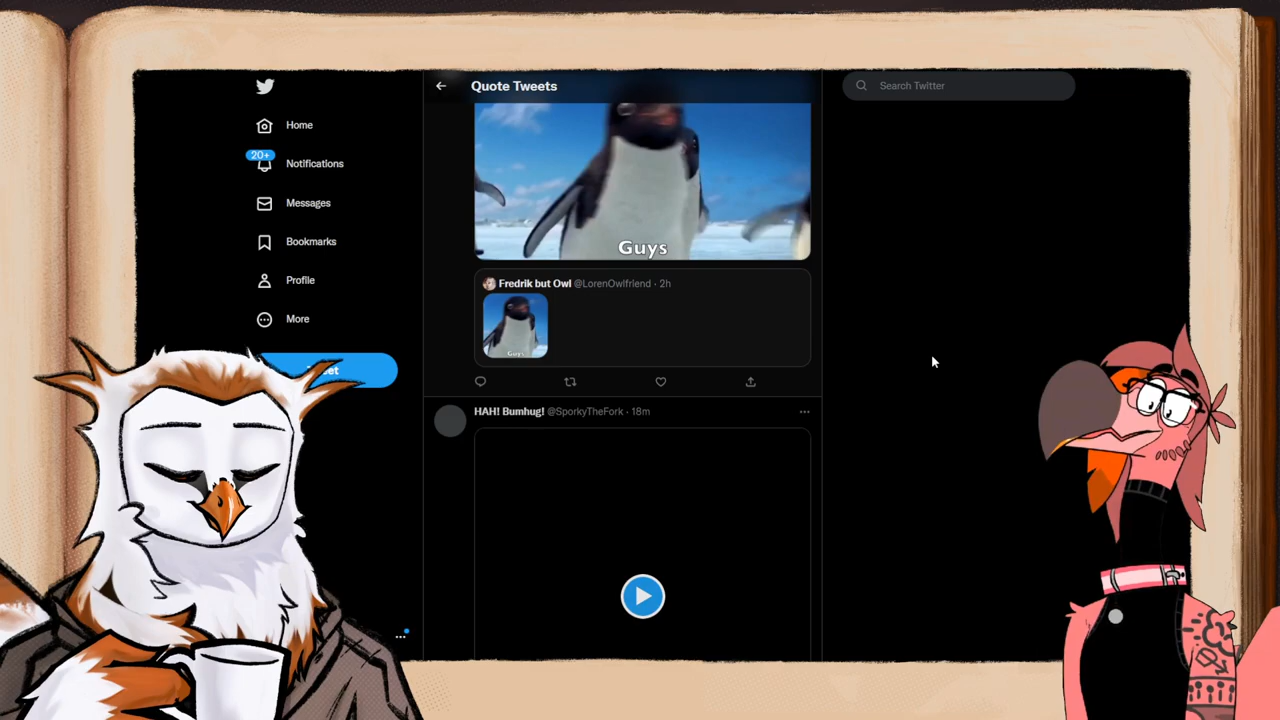 Quote Tweets
Search Twitter
Home
20+
Notifications
Messages
Bookmarks
Profile
More
Guys
Fredrik but Owl @LorenOwlfriend · 2h
Guys
HAH! Bumhug! @SporkyTheFork · 18m